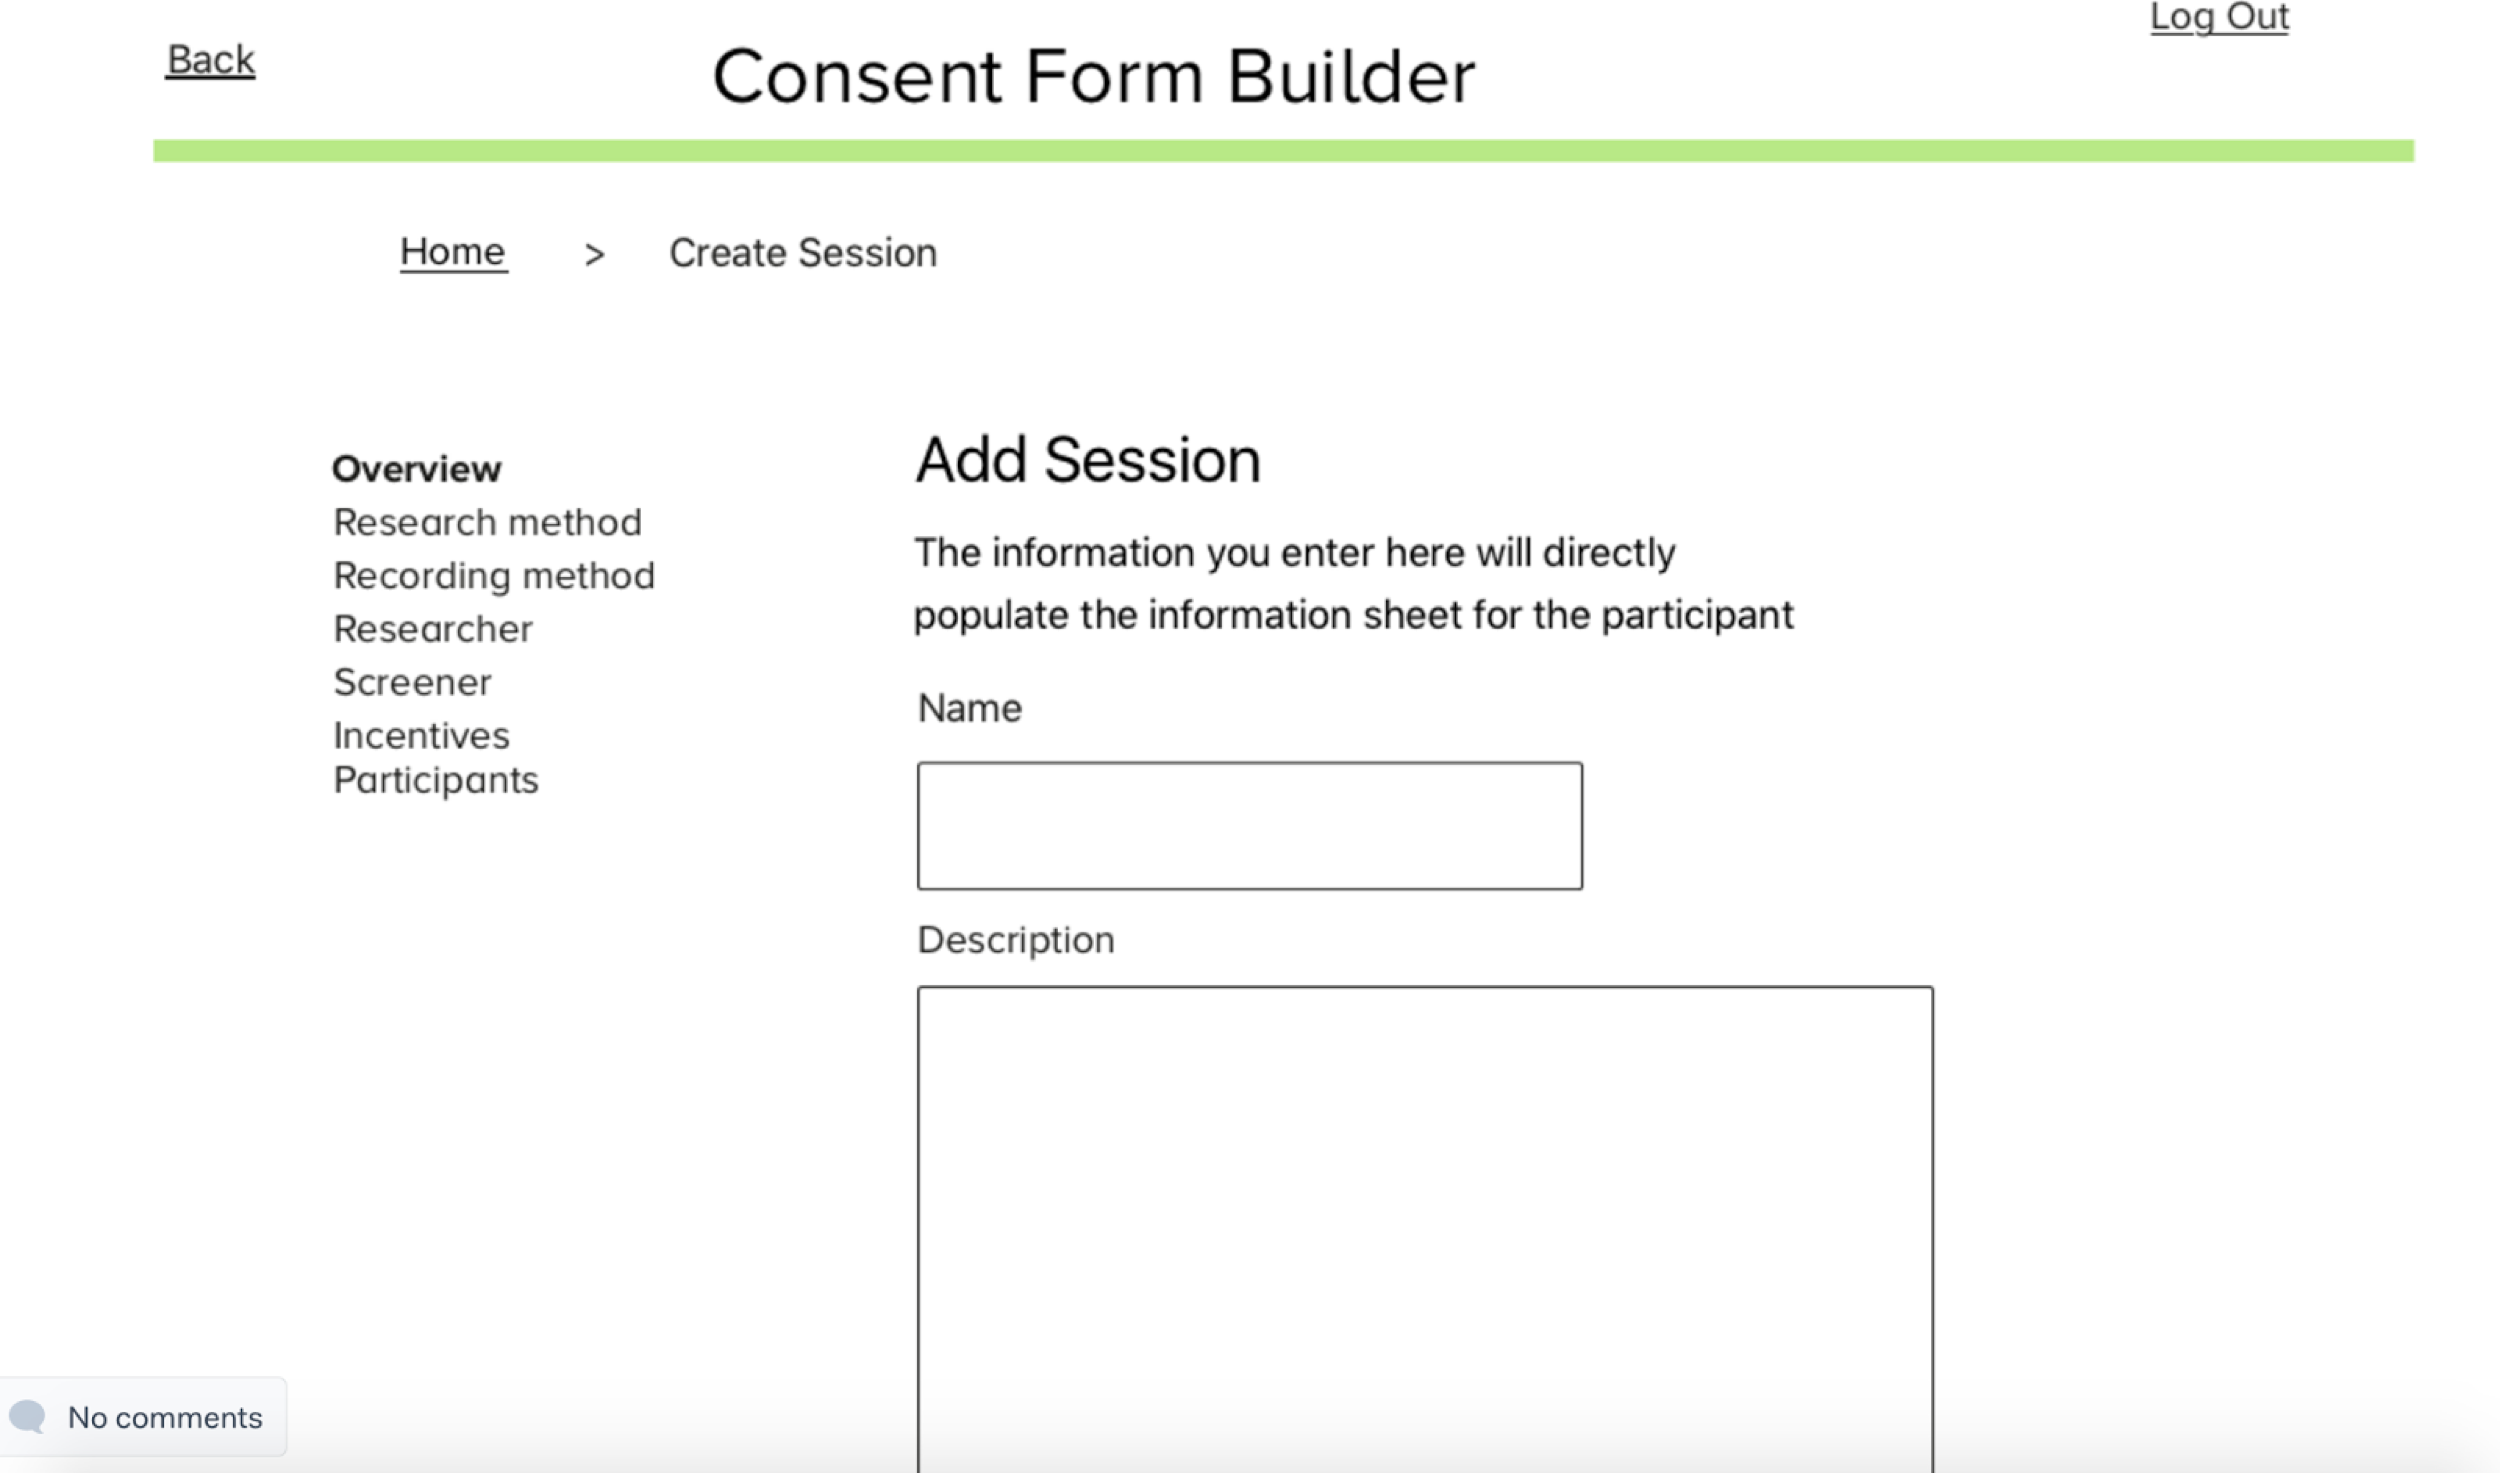 Log Out
Back
Consent Form Builder
Home > Create Session
Overview
Research method
Recording method
Researcher
Screener
Incentives
Participants
Add Session
The information you enter here will directly
populate the information sheet for the participant
Name
Description
No comments